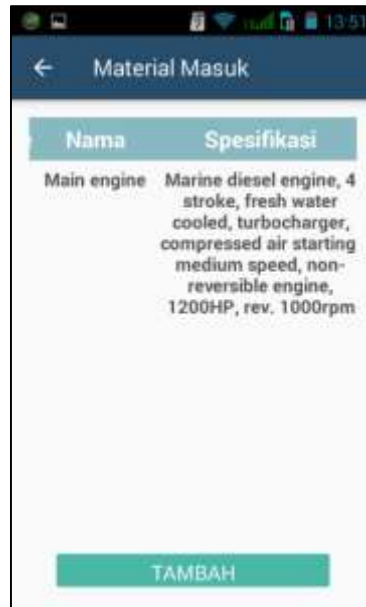 13:51
Material Masuk
Nama Spesifikasi
Main engine Marine diesel engine, 4
stroke, fresh water
cooled, turbocharger,
compressed air starting
medium speed, non-
reversible engine,
1200HP, rev. 1000rpm
TAMBAH